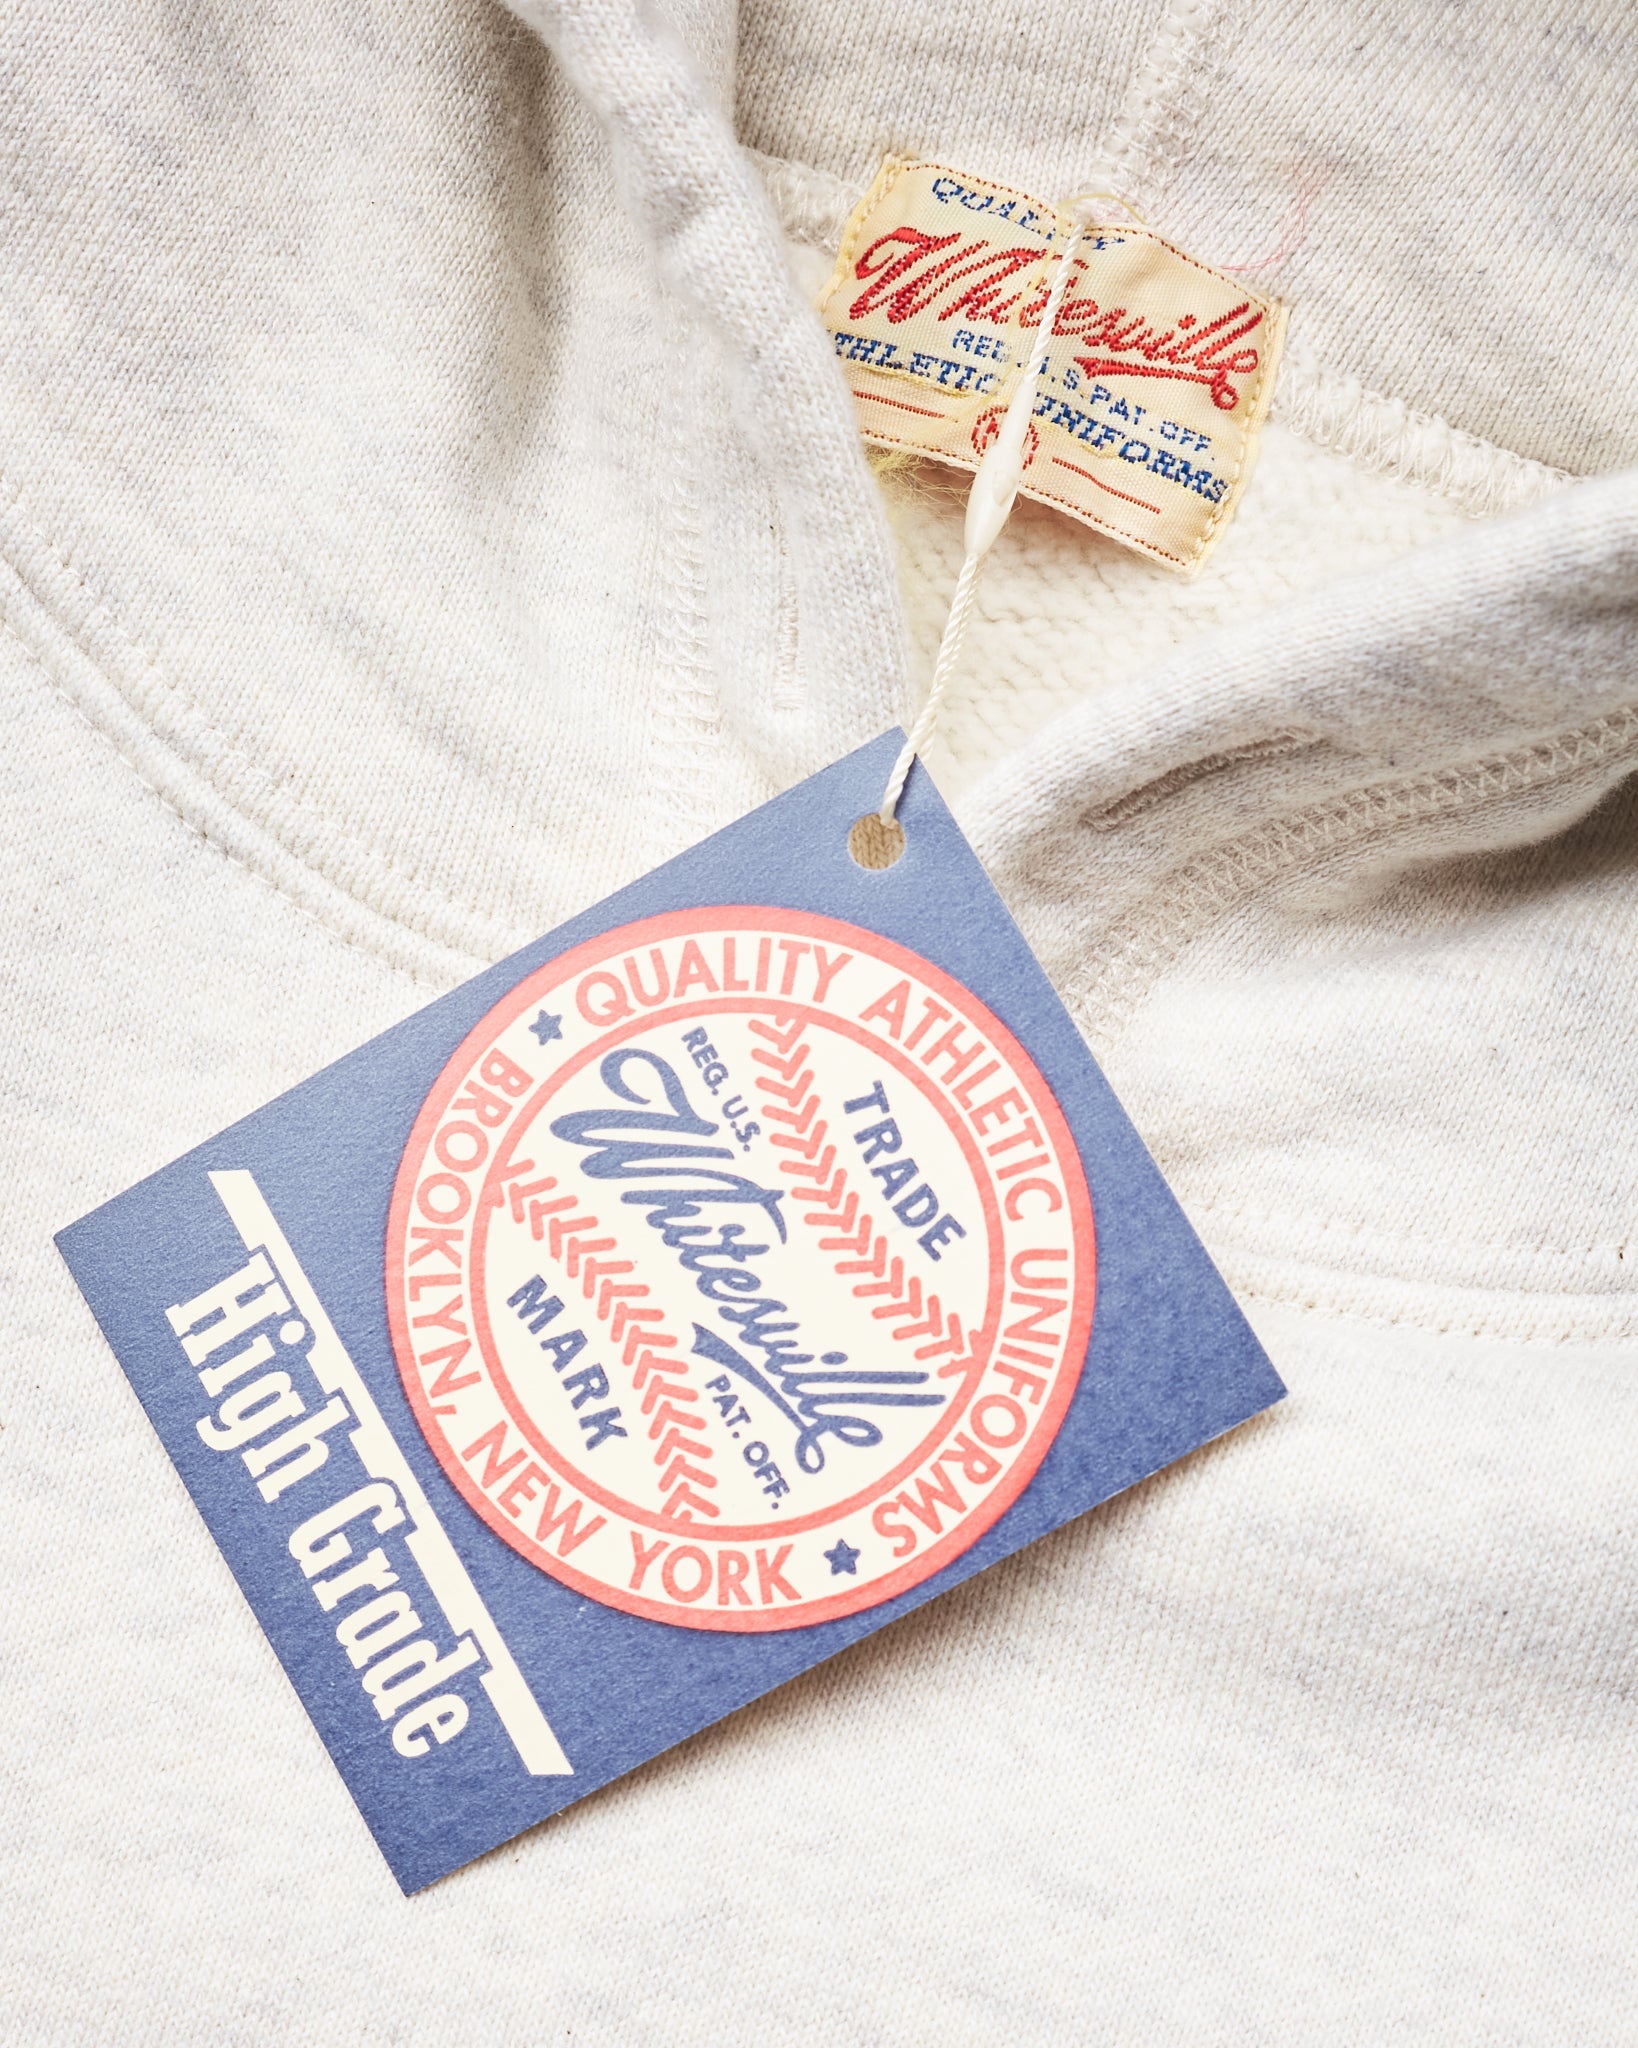 QUALITY
Whitesville
REG. U.S. PAT. OFF.
ATHLETIC UNIFORMS
QUALITY ATHLETIC UNIFORMS
BROOKLYN, NEW YORK
TRADE
REG. U.S.
Whitesville
PAT. OFF.
MARK
High Grade